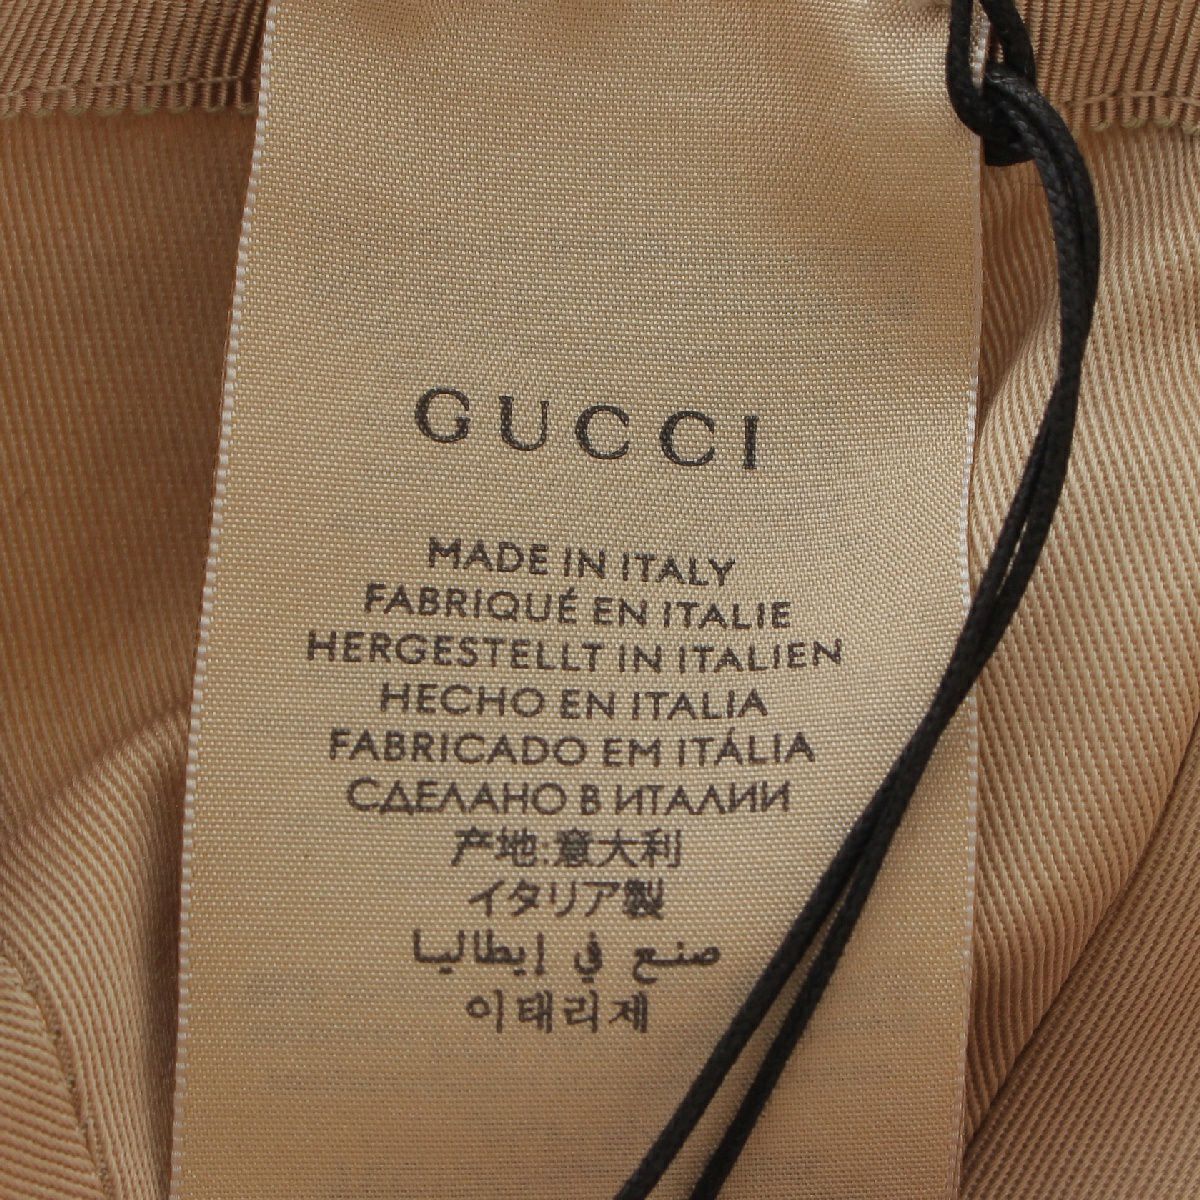 GUCCI
MADE IN ITALY
FABRIQUÉ EN ITALIE
HERGESTELLT IN ITALIEN
HECHO EN ITALIA
FABRICADO EM ITÁLIA
СДЕЛАНО В ИТАЛИИ
产地:意大利
イタリア製
صنع في إيطاليا
이태리제